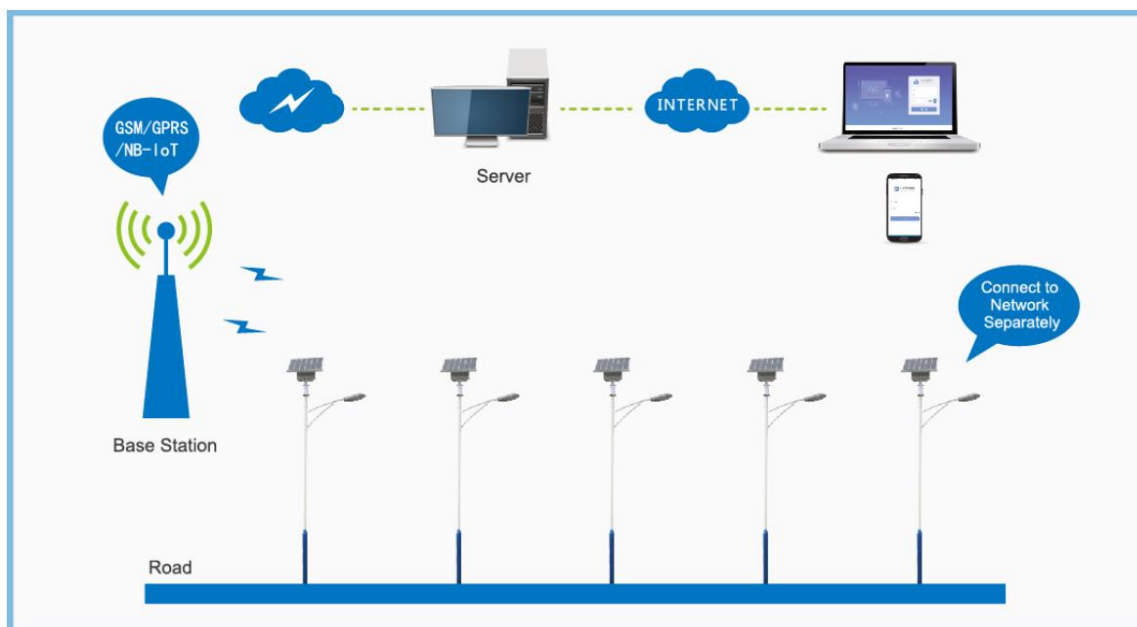 GSM/GPRS
/NB-IoT
INTERNET
Server
Connect to
Network
Separately
Base Station
Road